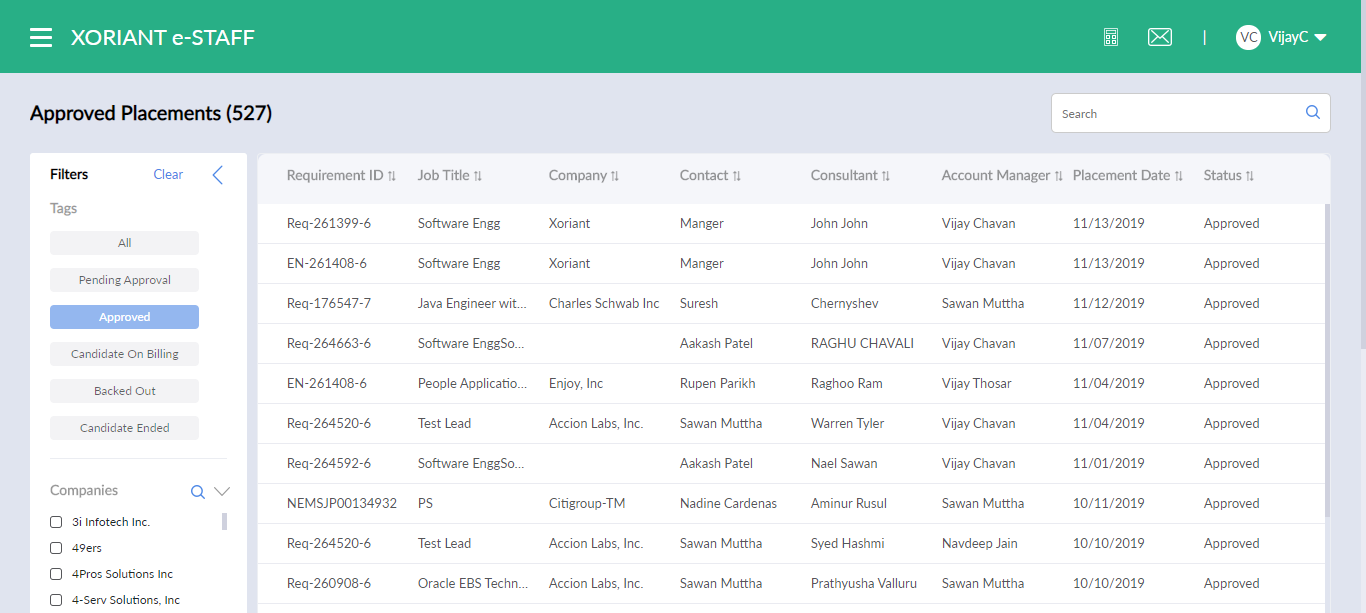 XORIANT e-STAFF
| VC VijayC
Approved Placements (527)
Search
Filters Clear
Tags
All
Pending Approval
Approved
Candidate On Billing
Backed Out
Candidate Ended
Companies
3i Infotech Inc.
49ers
4Pros Solutions Inc
4-Serv Solutions, Inc
Requirement ID Job Title Company Contact Consultant Account Manager Placement Date Status
Req-261399-6 Software Engg Xoriant Manger John John Vijay Chavan 11/13/2019 Approved
EN-261408-6 Software Engg Xoriant Manger John John Vijay Chavan 11/13/2019 Approved
Req-176547-7 Java Engineer wit... Charles Schwab Inc Suresh Chernyshev Sawan Muttha 11/12/2019 Approved
Req-264663-6 Software EnggSo... Aakash Patel RAGHU CHAVALI Vijay Chavan 11/07/2019 Approved
EN-261408-6 People Applicatio... Enjoy, Inc Rupen Parikh Raghoo Ram Vijay Thosar 11/04/2019 Approved
Req-264520-6 Test Lead Accion Labs, Inc. Sawan Muttha Warren Tyler Vijay Chavan 11/04/2019 Approved
Req-264592-6 Software EnggSo... Aakash Patel Nael Sawan Vijay Chavan 11/01/2019 Approved
NEMSJP00134932 PS Citigroup-TM Nadine Cardenas Aminur Rusul Sawan Muttha 10/11/2019 Approved
Req-264520-6 Test Lead Accion Labs, Inc. Sawan Muttha Syed Hashmi Navdeep Jain 10/10/2019 Approved
Req-260908-6 Oracle EBS Techn... Accion Labs, Inc. Sawan Muttha Prathyusha Valluru Sawan Muttha 10/10/2019 Approved